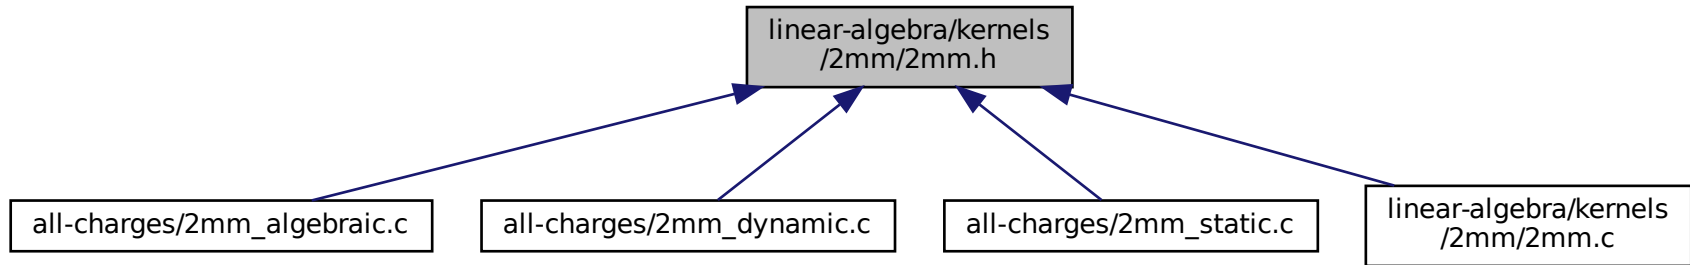 linear-algebra/kernels
/2mm/2mm.h
all-charges/2mm_algebraic.c
all-charges/2mm_dynamic.c
all-charges/2mm_static.c
linear-algebra/kernels
/2mm/2mm.c